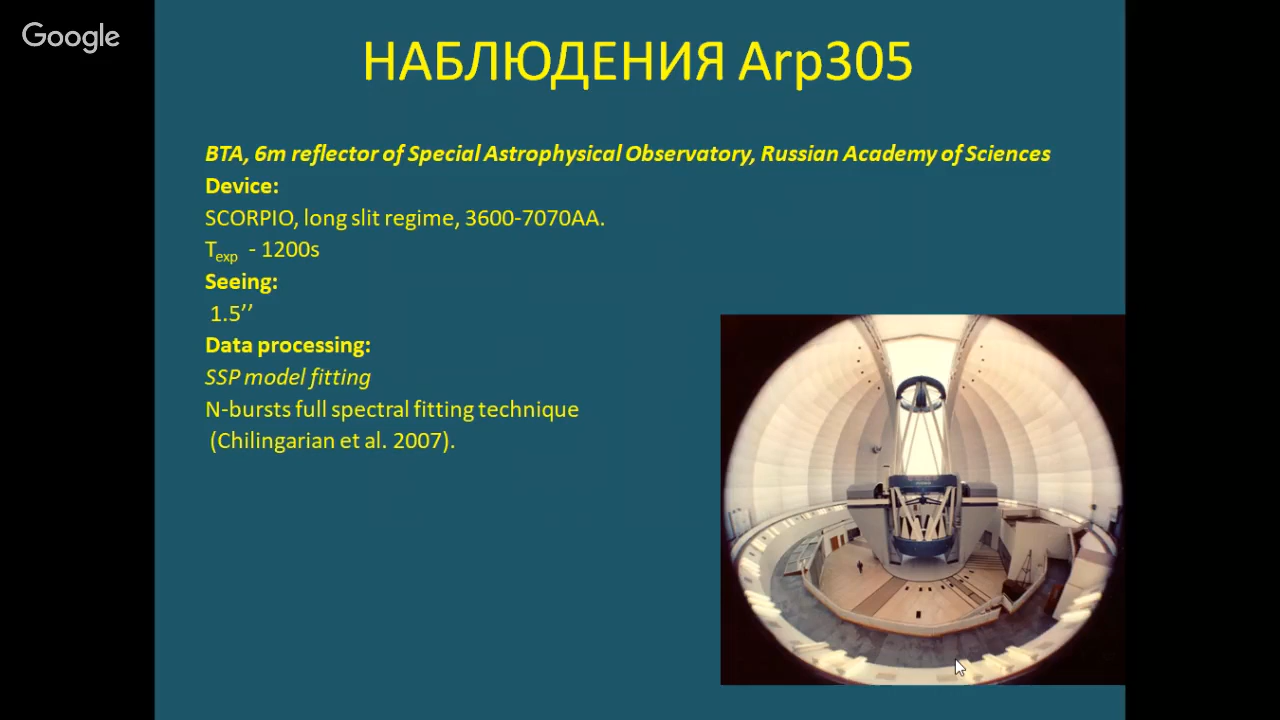 Google
НАБЛЮДЕНИЯ Arp305
BTA, 6m reflector of Special Astrophysical Observatory, Russian Academy of Sciences
Device:
SCORPIO, long slit regime, 3600-7070AA.
Texp - 1200s
Seeing:
1.5’’
Data processing:
SSP model fitting
N-bursts full spectral fitting technique
(Chilingarian et al. 2007).